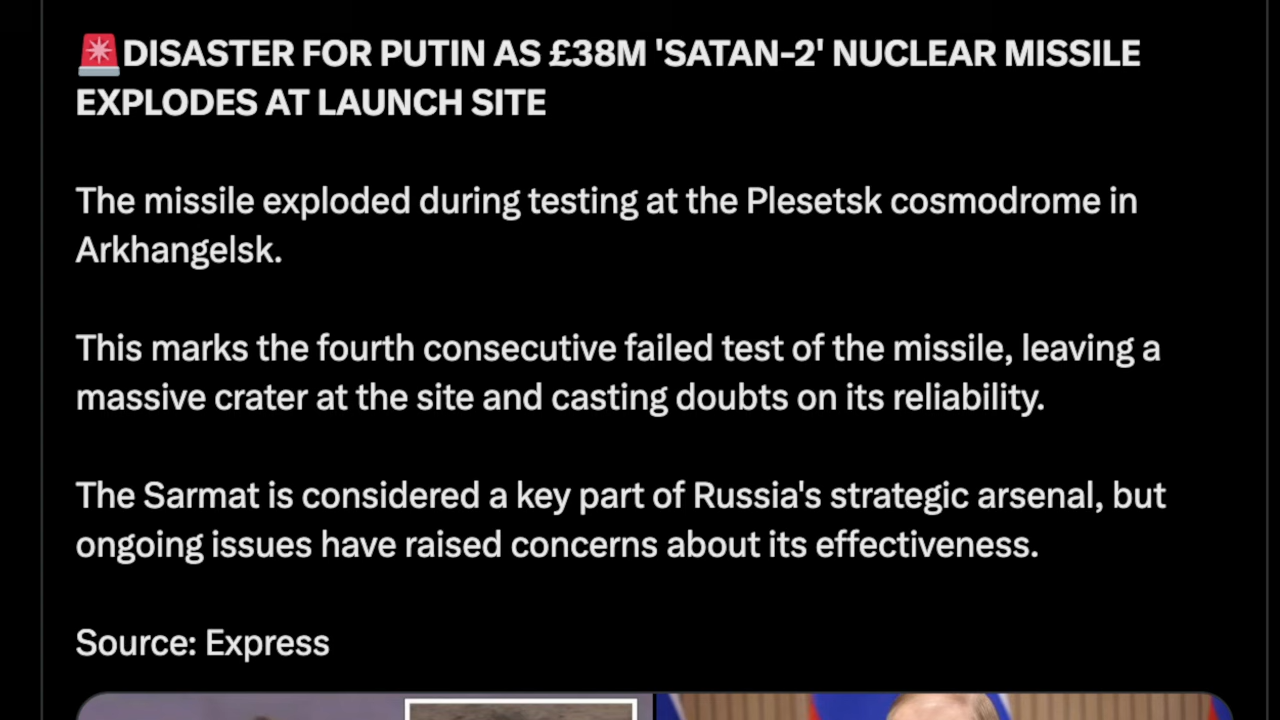 🚨DISASTER FOR PUTIN AS £38M 'SATAN-2' NUCLEAR MISSILE
EXPLODES AT LAUNCH SITE
The missile exploded during testing at the Plesetsk cosmodrome in
Arkhangelsk.
This marks the fourth consecutive failed test of the missile, leaving a
massive crater at the site and casting doubts on its reliability.
The Sarmat is considered a key part of Russia's strategic arsenal, but
ongoing issues have raised concerns about its effectiveness.
Source: Express